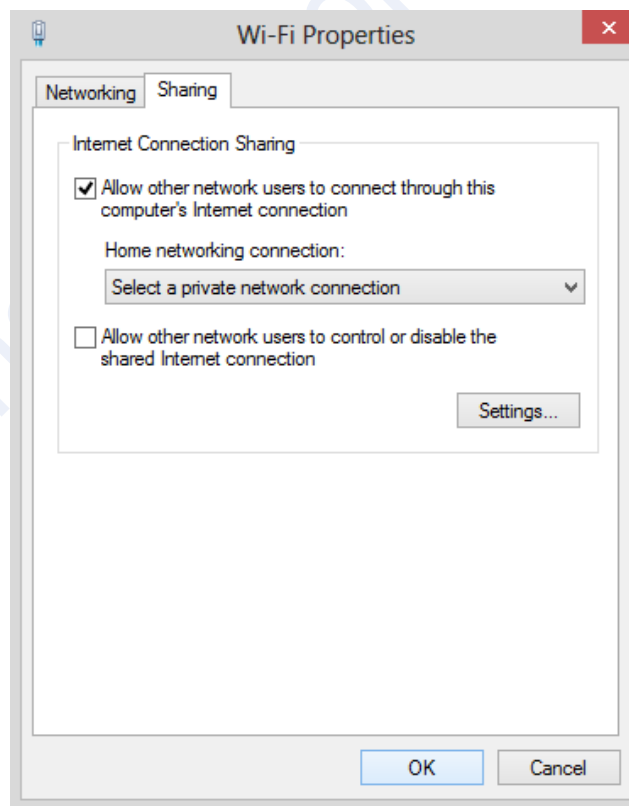 Wi-Fi Properties
Networking
Sharing
Internet Connection Sharing
Allow other network users to connect through this
computer's Internet connection
Home networking connection:
Select a private network connection
Allow other network users to control or disable the
shared Internet connection
Settings...
OK
Cancel